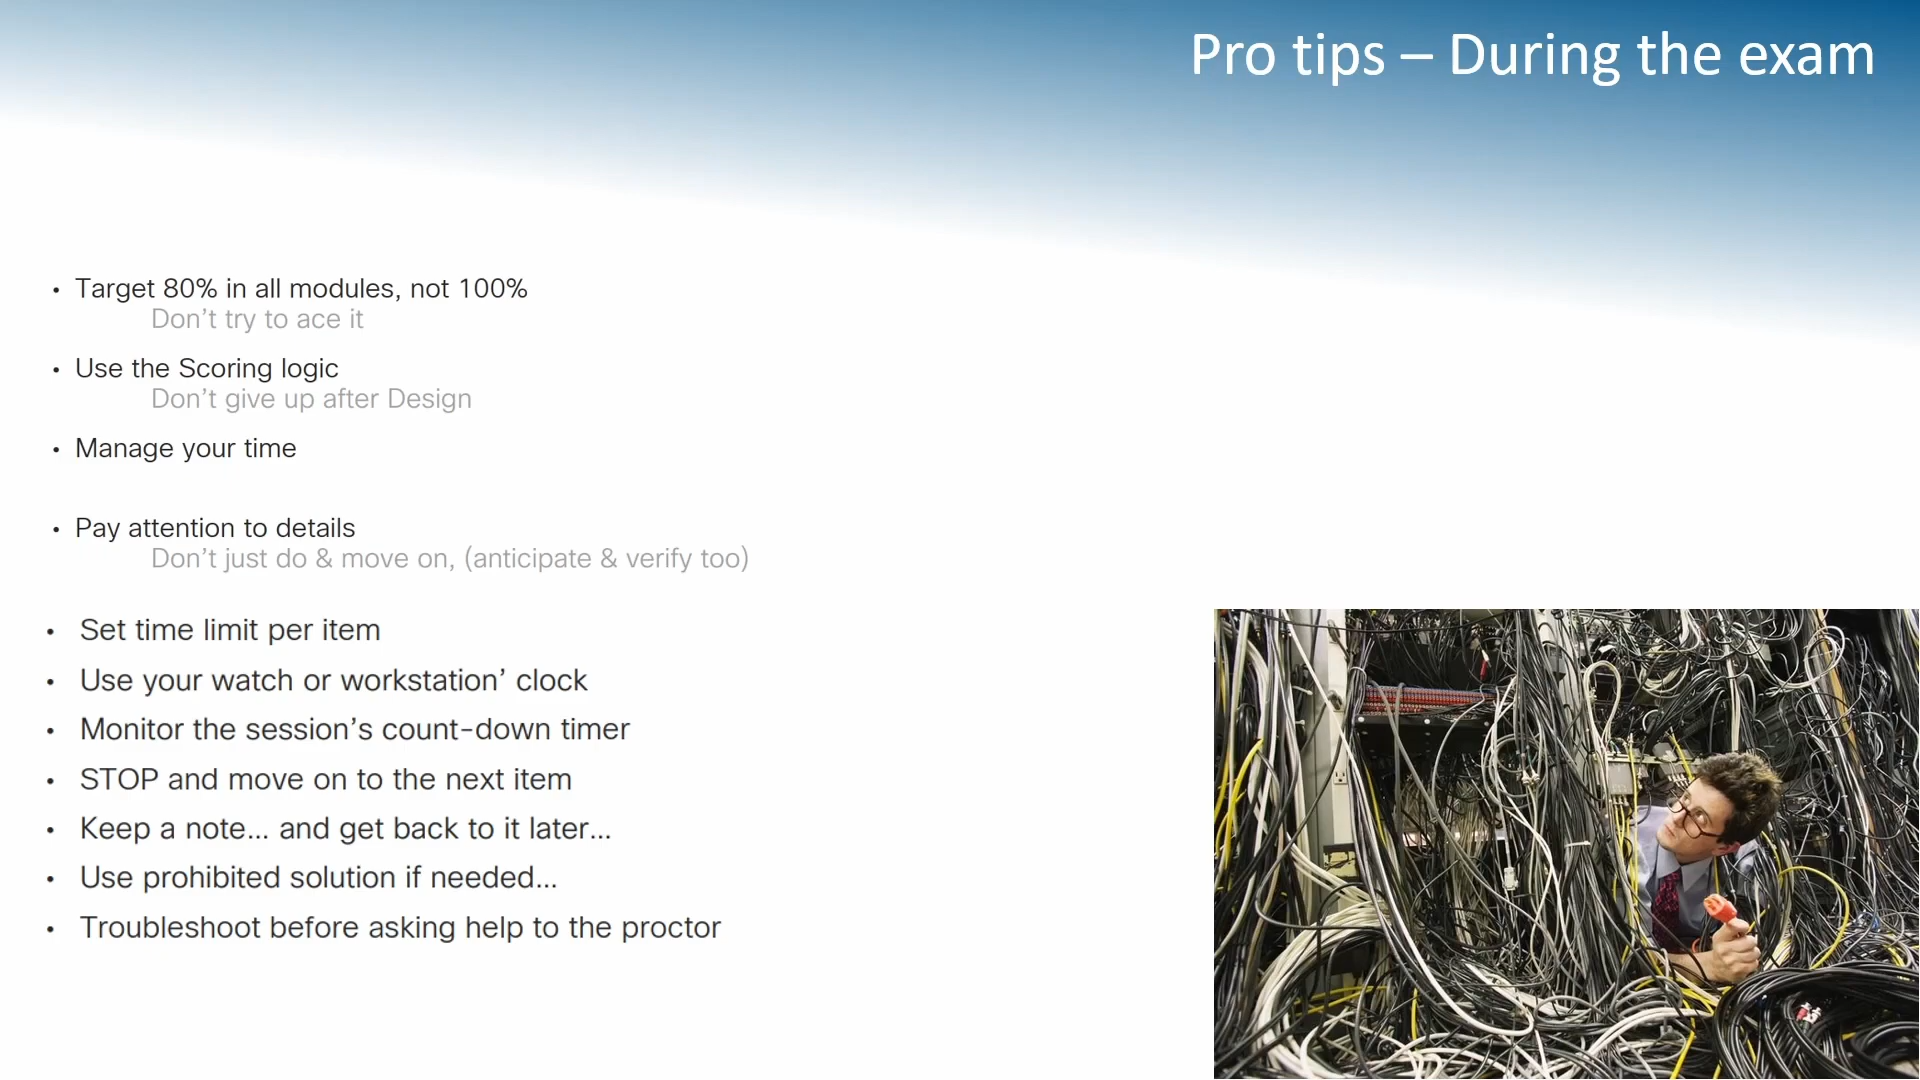 Pro tips – During the exam
• Target 80% in all modules, not 100%
Don’t try to ace it
• Use the Scoring logic
Don’t give up after Design
• Manage your time
• Pay attention to details
Don’t just do & move on, (anticipate & verify too)
• Set time limit per item
• Use your watch or workstation’ clock
• Monitor the session’s count-down timer
• STOP and move on to the next item
• Keep a note... and get back to it later...
• Use prohibited solution if needed...
• Troubleshoot before asking help to the proctor